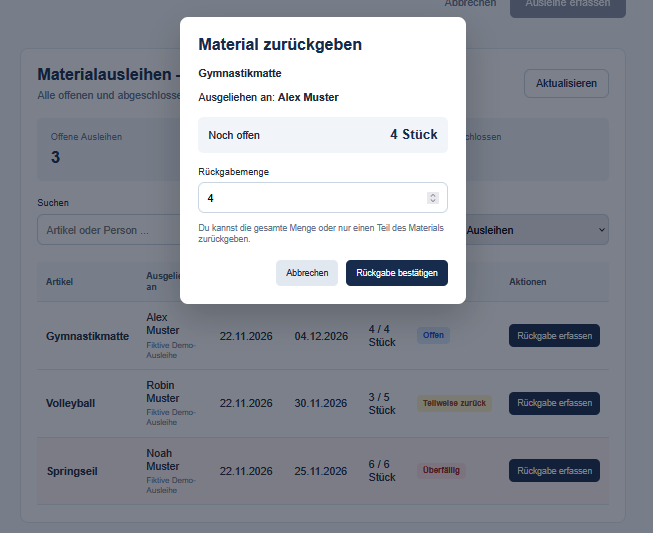 Abbrechen
Ausleihe erfassen
Material zurückgeben
Gymnastikmatte
Ausgeliehen an: Alex Muster
Noch offen
4 Stück
Rückgabemenge
4
Du kannst die gesamte Menge oder nur einen Teil des Materials
zurückgeben.
Abbrechen
Rückgabe bestätigen
Materialausleihen
Alle offenen und abgeschlosse
Aktualisieren
Offene Ausleihen
3
chlossen
Suchen
Artikel oder Person ...
Ausleihen
Artikel
Ausgelie
an
Aktionen
Gymnastikmatte
Alex
Muster
Fiktive Demo-
Ausleihe
22.11.2026
04.12.2026
4 / 4
Stück
Offen
Rückgabe erfassen
Volleyball
Robin
Muster
Fiktive Demo-
Ausleihe
22.11.2026
30.11.2026
3 / 5
Stück
Teilweise zurück
Rückgabe erfassen
Springseil
Noah
Muster
Fiktive Demo-
Ausleihe
22.11.2026
25.11.2026
6 / 6
Stück
Überfällig
Rückgabe erfassen